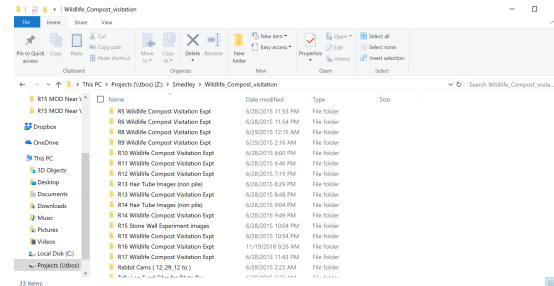 Wildlife_Compost_visitation
File Home Share View
Pin to Quick access Copy Paste Cut Copy path Paste shortcut Move to Copy to Delete Rename New folder New item Easy access Properties Open Edit History Select all Select none Invert selection
Clipboard Organize New Open Select
This PC > Projects (\\tbos) (Z:) > Smedley > Wildlife_Compost_visitation Search Wildlife_Compost_visita...
Name Date modified Type Size
R15 MOD Near \
R15 MOD Near \
Dropbox
OneDrive
This PC
3D Objects
Desktop
Documents
Downloads
Music
Pictures
Videos
Local Disk (C:)
Projects (\\tbos)
R5 Wildlife Compost Visitation Expt 6/28/2015 11:53 PM File folder
R6 Wildlife Compost Visitation Expt 6/28/2015 11:54 PM File folder
R8 Wildlife Compost Visitation Expt 6/29/2015 12:15 AM File folder
R9 Wildlife Compost Visitation Expt 6/29/2015 2:16 AM File folder
R10 Wildlife Compost Visitation Expt 6/28/2015 6:00 PM File folder
R11 Wildlife Compost Visitation Expt 6/28/2015 6:46 PM File folder
R12 Wildlife Compost Visitation Expt 6/28/2015 7:19 PM File folder
R13 Hair Tube Images (non pile) 6/28/2015 8:29 PM File folder
R13 Wildlife Compost Visitation Expt 6/28/2015 8:48 PM File folder
R14 Hair Tube Images (non pile) 6/28/2015 9:04 PM File folder
R14 Wildlife Compost Visitation Expt 6/28/2015 9:49 PM File folder
R15 Stone Wall Experiment images 6/28/2015 10:04 PM File folder
R15 Wildlife Compost Visitation Expt 6/28/2015 10:54 PM File folder
R16 Wildlife Compost Visitation Expt 11/19/2018 9:26 AM File folder
R17 Wildlife Compost Visitation Expt 6/28/2015 11:43 PM File folder
Rabbit Cams ( 12_29_12 to ) 6/29/2015 2:22 AM File folder
33 items